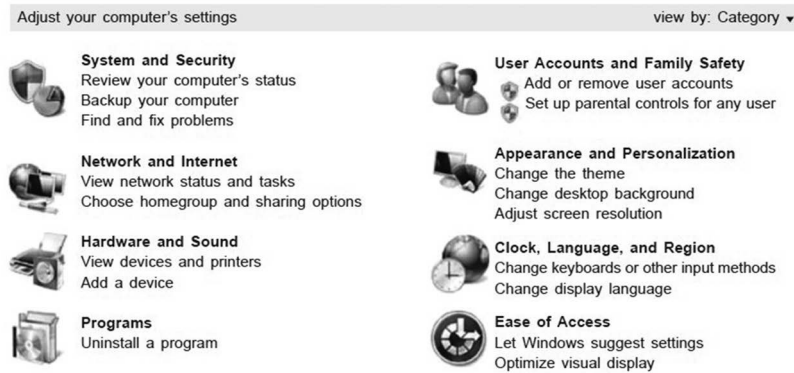 Adjust your computer's settings
view by: Category
System and Security
Review your computer's status
Backup your computer
Find and fix problems
Network and Internet
View network status and tasks
Choose homegroup and sharing options
Hardware and Sound
View devices and printers
Add a device
Programs
Uninstall a program
User Accounts and Family Safety
Add or remove user accounts
Set up parental controls for any user
Appearance and Personalization
Change the theme
Change desktop background
Adjust screen resolution
Clock, Language, and Region
Change keyboards or other input methods
Change display language
Ease of Access
Let Windows suggest settings
Optimize visual display